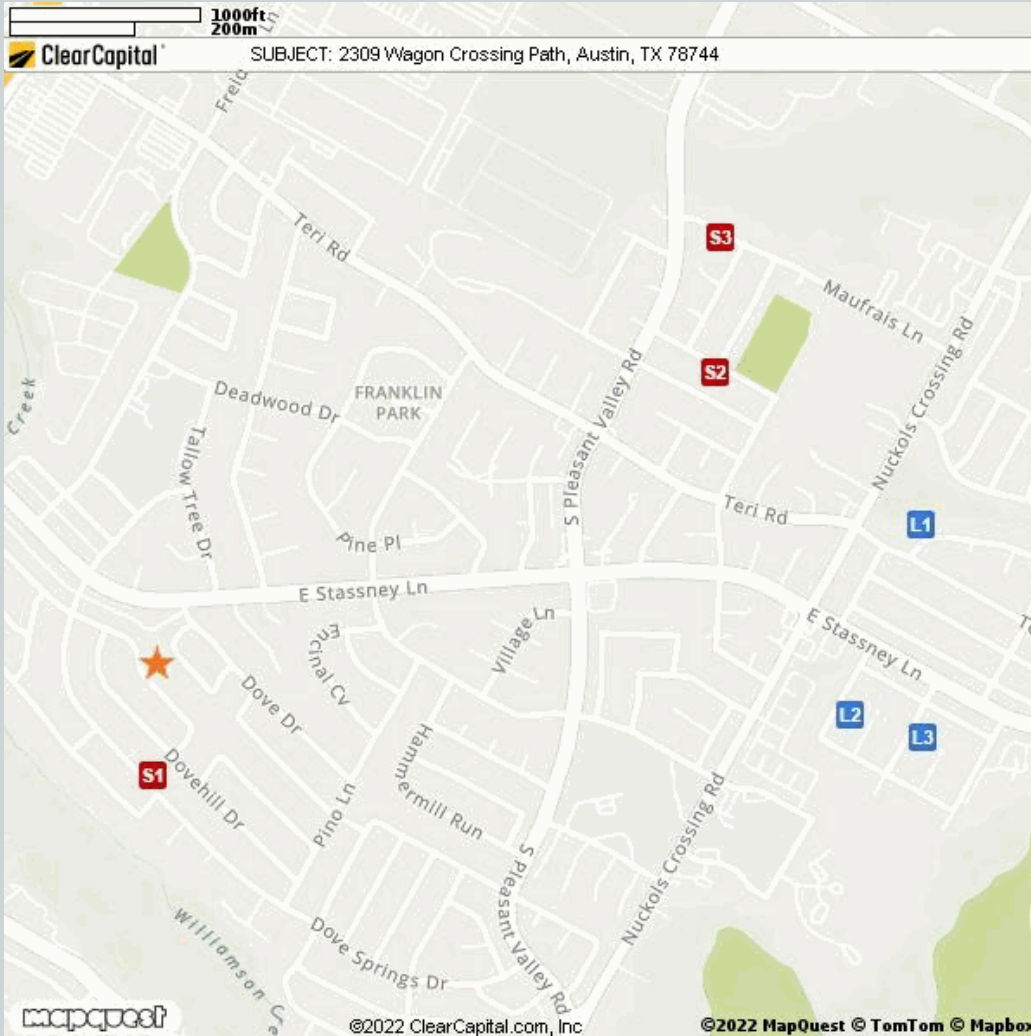 1000ft
200m
ClearCapital
SUBJECT: 2309 Wagon Crossing Path, Austin, TX 78744
Ln
Teri Rd
S3
Maufrais Ln
S2
Nuckols Crossing Rd
S Pleasant Valley Rd
FRANKLIN
PARK
Deadwood Dr
Creek
Tallow Tree Dr
Teri Rd
L1
Pine Pl
E Stassney Ln
Village Ln
E Stassney Ln
Encinal Cv
Dove Dr
L2
L3
S1
Dovehill Dr
Hammermill Run
Pino Ln
Nuckols Crossing Rd
S Pleasant Valley Rd
Williamson
Dove Springs Dr
mapquest
©2022 ClearCapital.com, Inc
©2022 MapQuest © TomTom © Mapbox